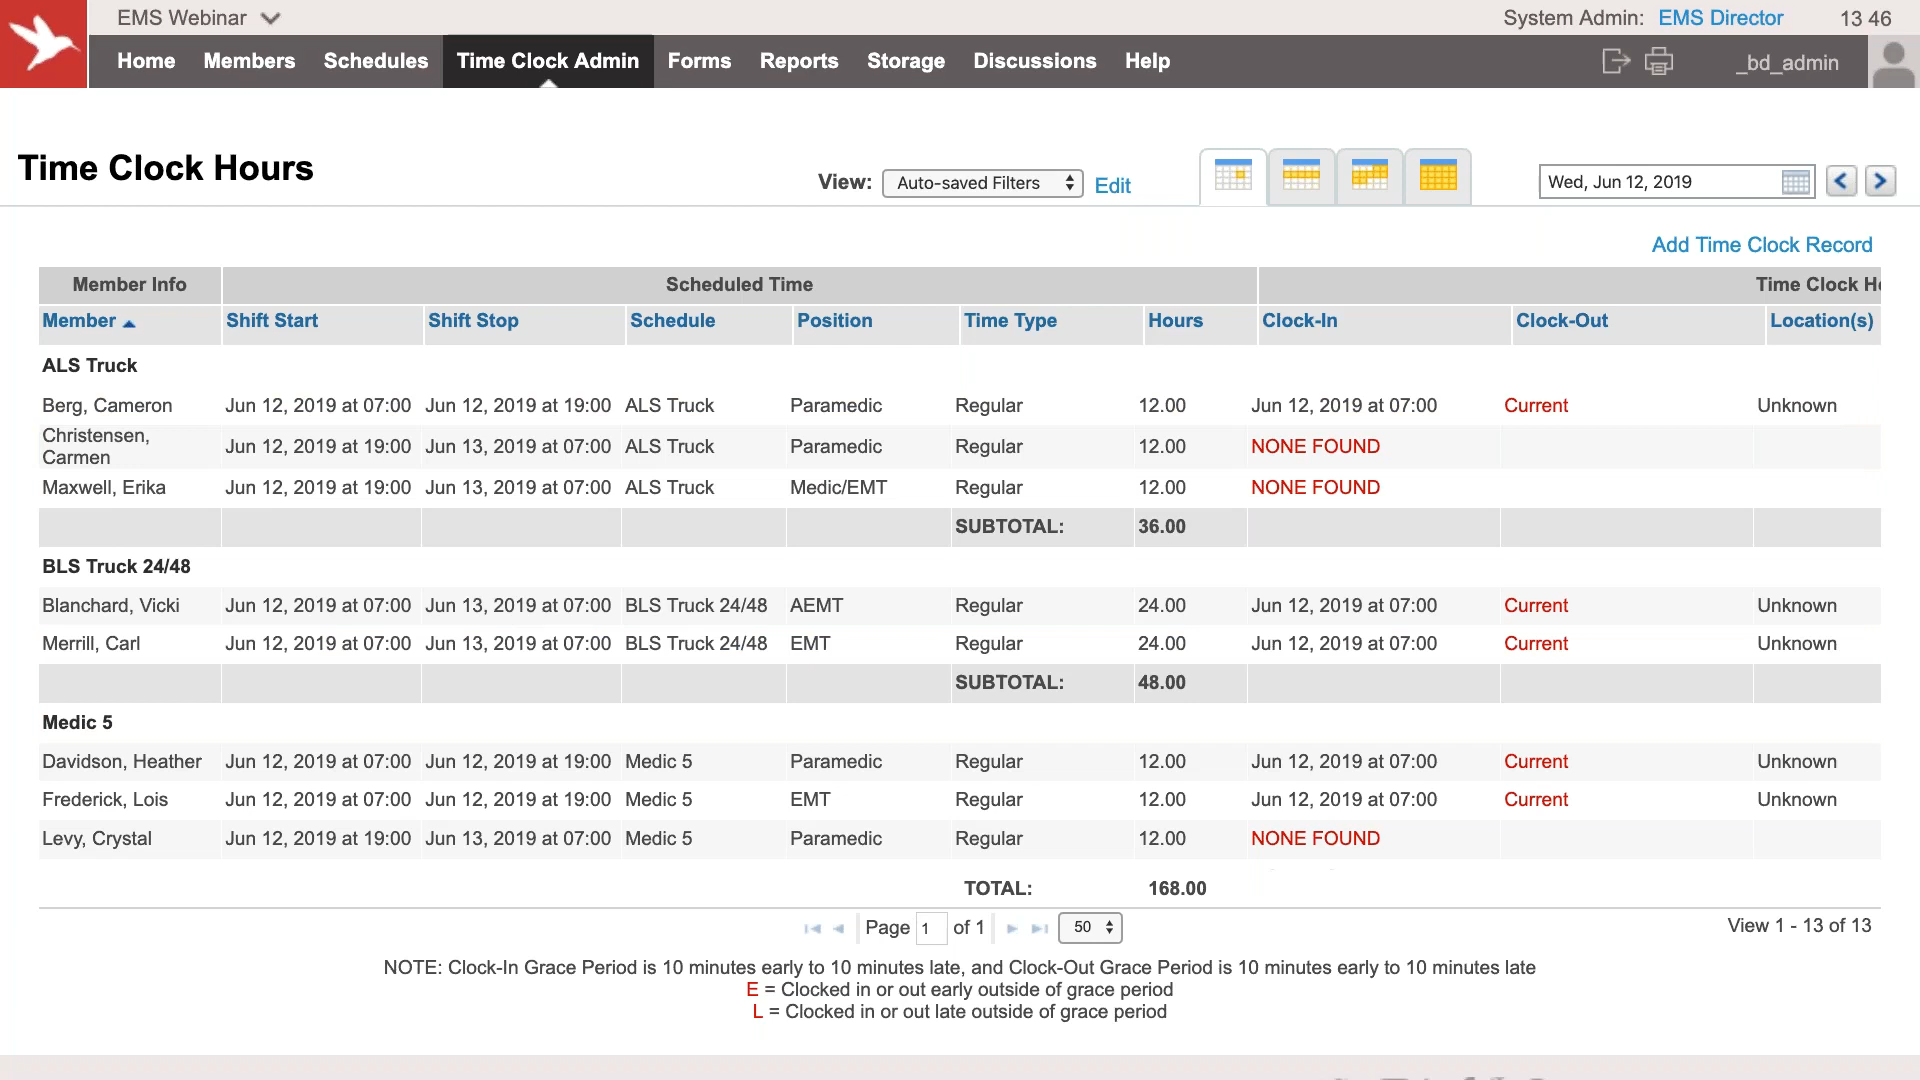 EMS Webinar
System Admin: EMS Director 13 46
Home Members Schedules Time Clock Admin Forms Reports Storage Discussions Help _bd_admin
Time Clock Hours
View: Auto-saved Filters Edit
Wed, Jun 12, 2019
Add Time Clock Record
Member Info Scheduled Time Time Clock H
Member Shift Start Shift Stop Schedule Position Time Type Hours Clock-In Clock-Out Location(s)
ALS Truck
Berg, Cameron Jun 12, 2019 at 07:00 Jun 12, 2019 at 19:00 ALS Truck Paramedic Regular 12.00 Jun 12, 2019 at 07:00 Current Unknown
Christensen,
Carmen Jun 12, 2019 at 19:00 Jun 13, 2019 at 07:00 ALS Truck Paramedic Regular 12.00 NONE FOUND
Maxwell, Erika Jun 12, 2019 at 19:00 Jun 13, 2019 at 07:00 ALS Truck Medic/EMT Regular 12.00 NONE FOUND
SUBTOTAL: 36.00
BLS Truck 24/48
Blanchard, Vicki Jun 12, 2019 at 07:00 Jun 13, 2019 at 07:00 BLS Truck 24/48 AEMT Regular 24.00 Jun 12, 2019 at 07:00 Current Unknown
Merrill, Carl Jun 12, 2019 at 07:00 Jun 13, 2019 at 07:00 BLS Truck 24/48 EMT Regular 24.00 Jun 12, 2019 at 07:00 Current Unknown
SUBTOTAL: 48.00
Medic 5
Davidson, Heather Jun 12, 2019 at 07:00 Jun 12, 2019 at 19:00 Medic 5 Paramedic Regular 12.00 Jun 12, 2019 at 07:00 Current Unknown
Frederick, Lois Jun 12, 2019 at 07:00 Jun 12, 2019 at 19:00 Medic 5 EMT Regular 12.00 Jun 12, 2019 at 07:00 Current Unknown
Levy, Crystal Jun 12, 2019 at 19:00 Jun 13, 2019 at 07:00 Medic 5 Paramedic Regular 12.00 NONE FOUND
TOTAL: 168.00
Page 1 of 1 50 View 1 - 13 of 13
NOTE: Clock-In Grace Period is 10 minutes early to 10 minutes late, and Clock-Out Grace Period is 10 minutes early to 10 minutes late
E = Clocked in or out early outside of grace period
L = Clocked in or out late outside of grace period